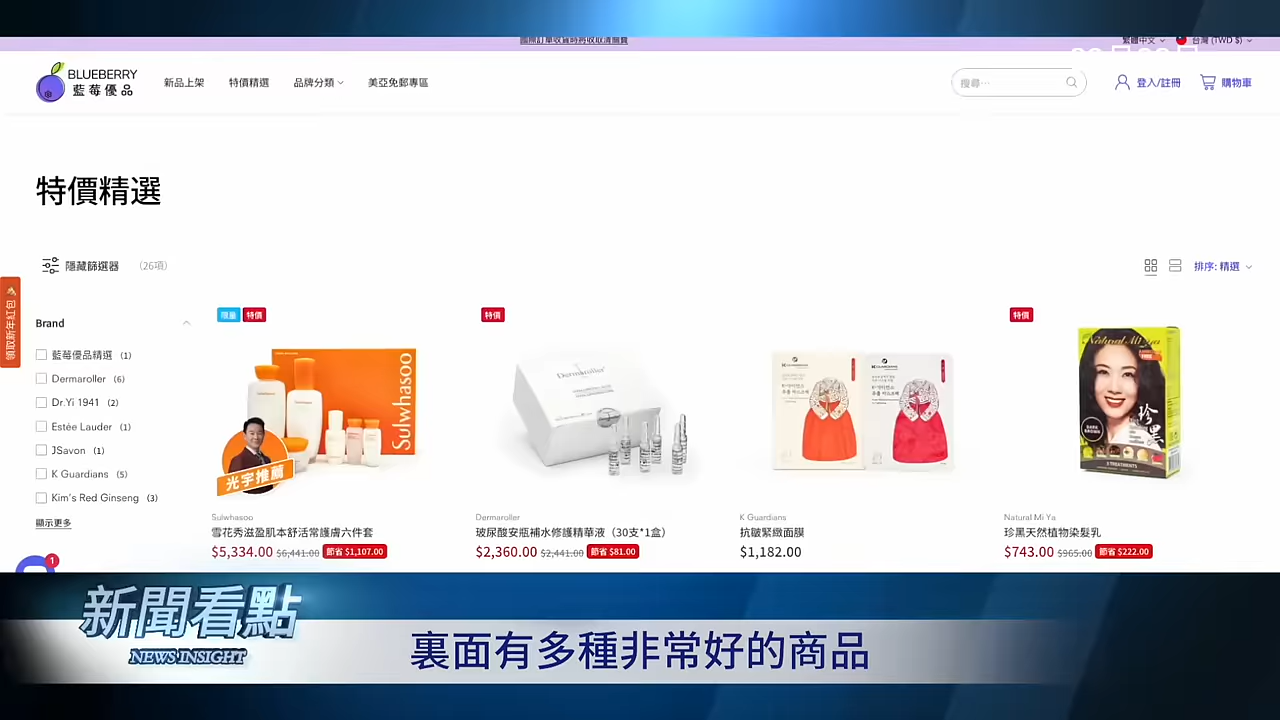 國際訂單收貨時將收取清關費
繁體中文
台灣 (TWD $)
BLUEBERRY
藍莓優品
新品上架
特價精選
品牌分類
美亞免郵專區
搜尋…
登入/註冊
購物車
特價精選
隱藏篩選器
(26項)
排序: 精選
領取新年紅包
Brand
藍莓優品精選 (1)
Dermaroller (6)
Dr.Yi 1941 (2)
Estée Lauder (1)
JSavon (1)
K Guardians (5)
Kim's Red Ginseng (3)
顯示更多
1
限量
特價
Sulwhasoo
光宇推薦
Sulwhasoo
雪花秀滋盈肌本舒活常護膚六件套
$5,334.00 $6,441.00 節省 $1,107.00
特價
Dermaroller
Dermaroller
玻尿酸安瓶補水修護精華液（30支*1盒）
$2,360.00 $2,441.00 節省 $81.00
K Guardians
抗皺緊緻面膜
$1,182.00
特價
Natural Mi Ya
珍黑
DARK BROWN
Natural Mi Ya
珍黑天然植物染髮乳
$743.00 $965.00 節省 $222.00
新聞看點
NEWS INSIGHT
裏面有多種非常好的商品